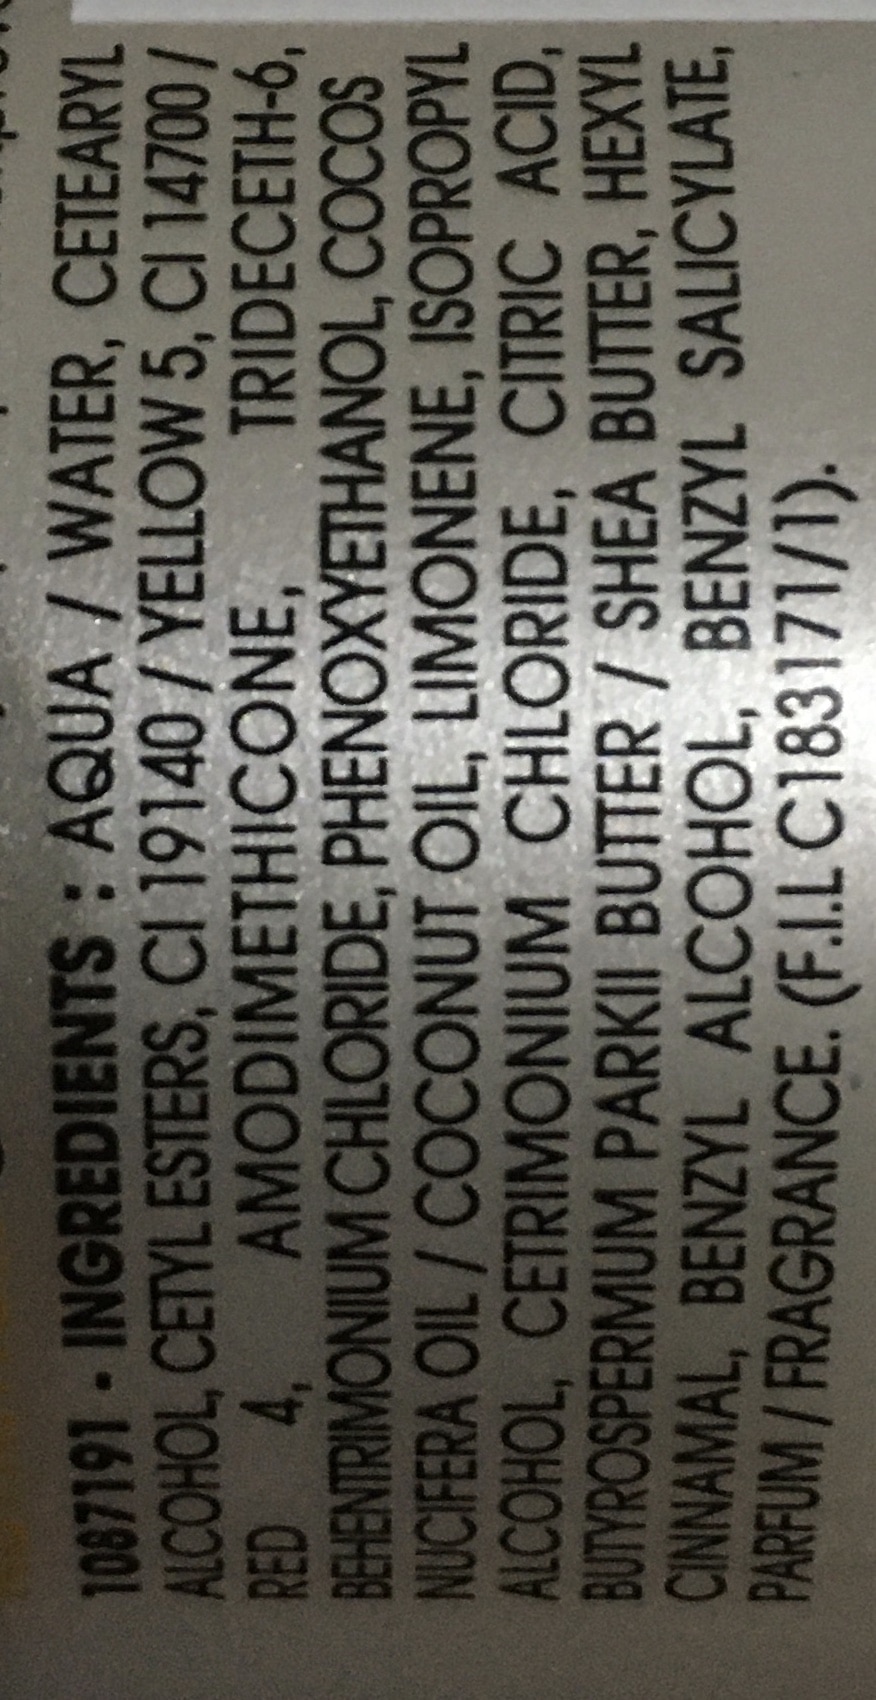 1087191 - INGREDIENTS : AQUA / WATER, CETEARYL
ALCOHOL, CETYL ESTERS, CI 19140 / YELLOW 5, CI 14700 /
RED 4, AMODIMETHICONE, TRIDECETH-6,
BEHENTRIMONIUM CHLORIDE, PHENOXYETHANOL, COCOS
NUCIFERA OIL / COCONUT OIL, LIMONENE, ISOPROPYL
ALCOHOL, CETRIMONIUM CHLORIDE, CITRIC ACID,
BUTYROSPERMUM PARKII BUTTER / SHEA BUTTER, HEXYL
CINNAMAL, BENZYL ALCOHOL, BENZYL SALICYLATE,
PARFUM / FRAGRANCE. (F.I.L C183171/1).